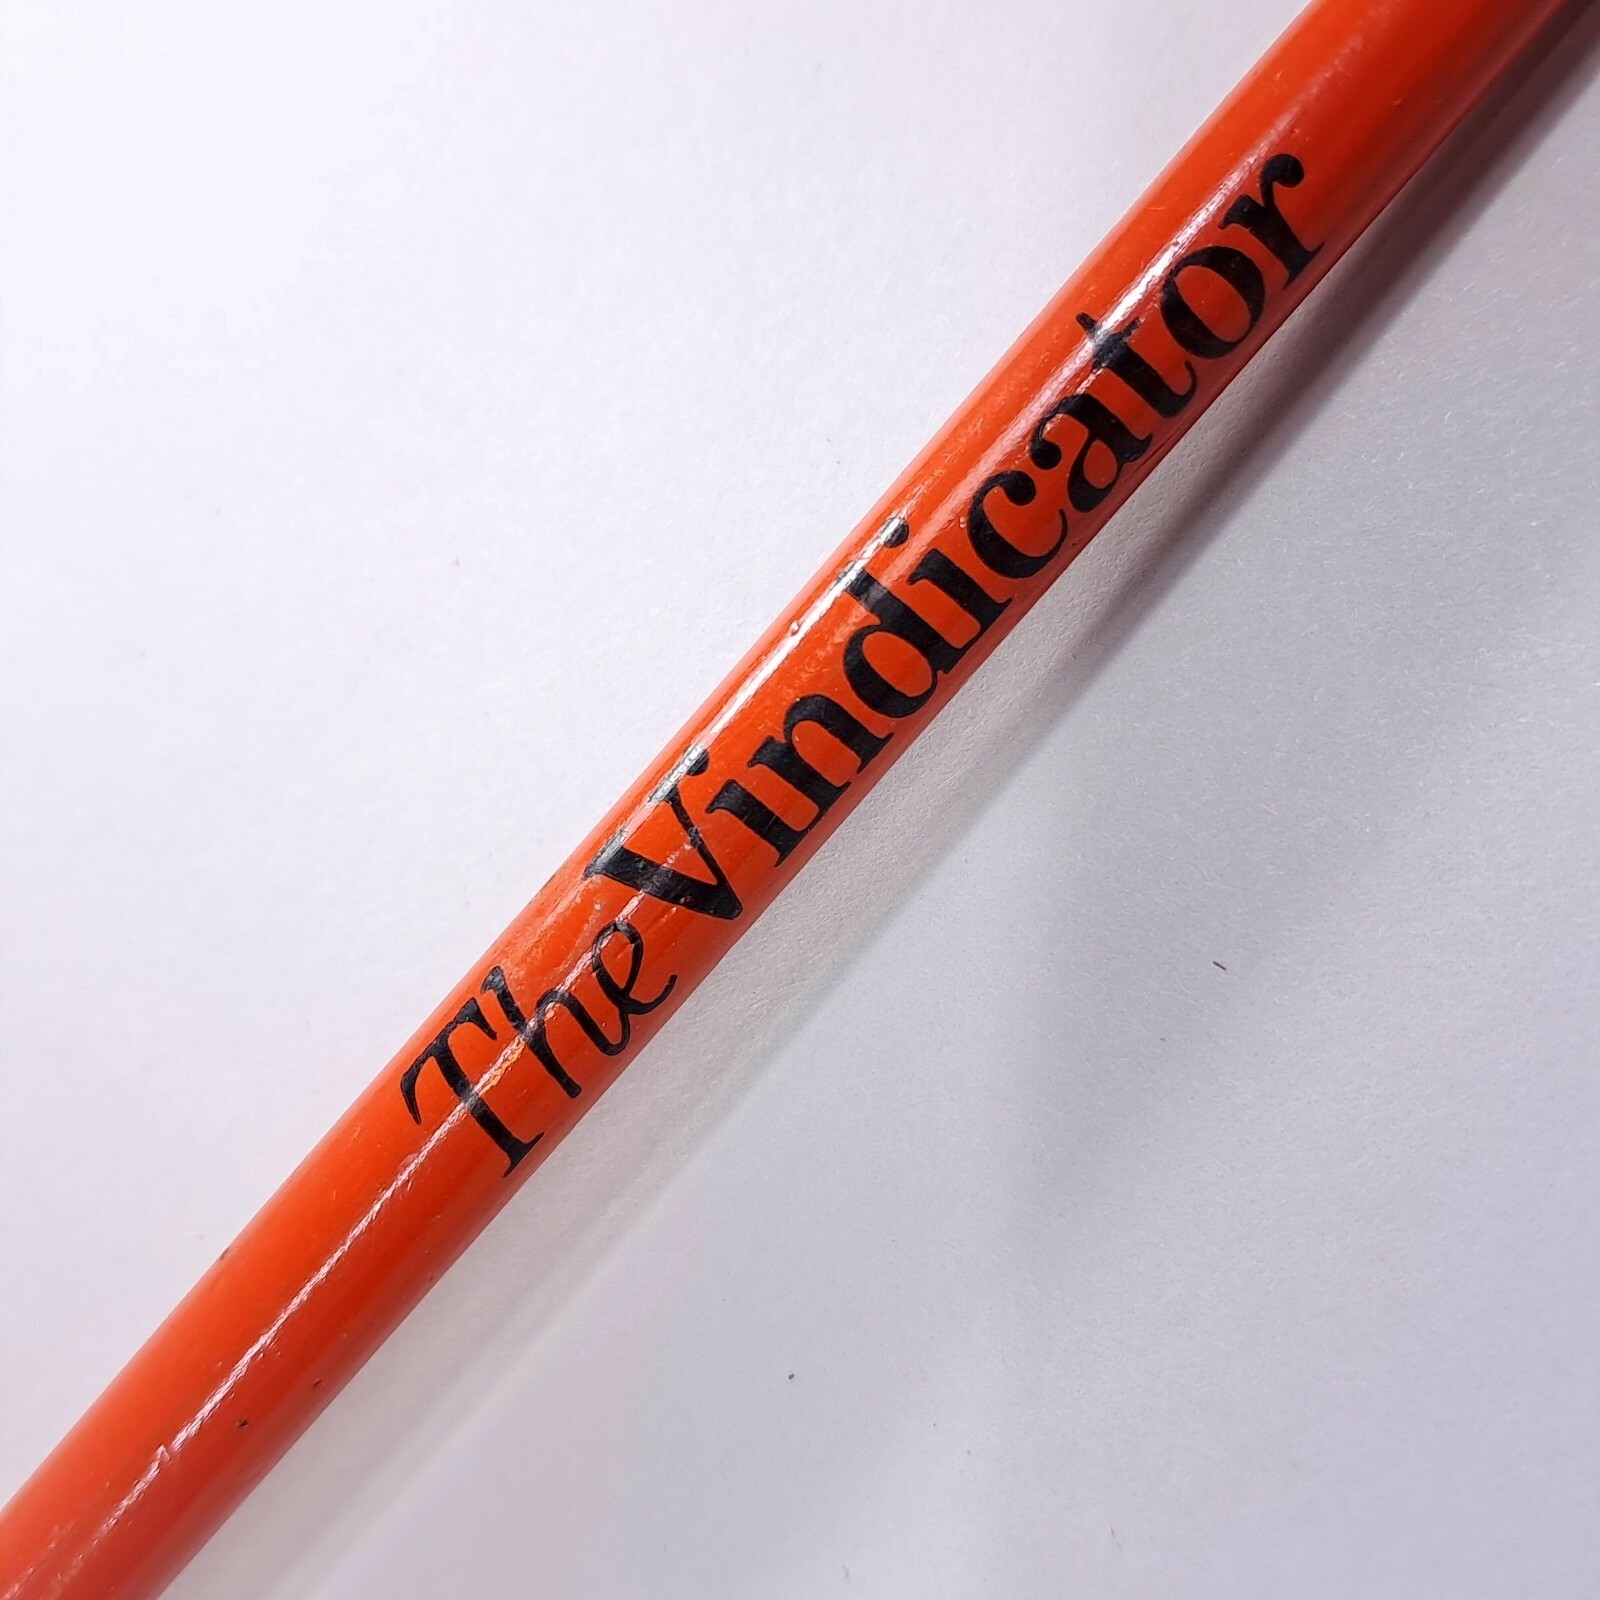 The Vindicator